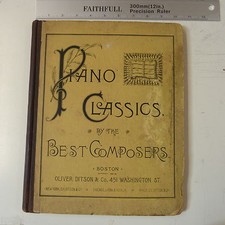 FAITHFULL
300mm(12in.)
Precision Ruler
PIANO
CLASSICS.
BY THE
BEST COMPOSERS
BOSTON
OLIVER DITSON & Co. 451 WASHINGTON ST.